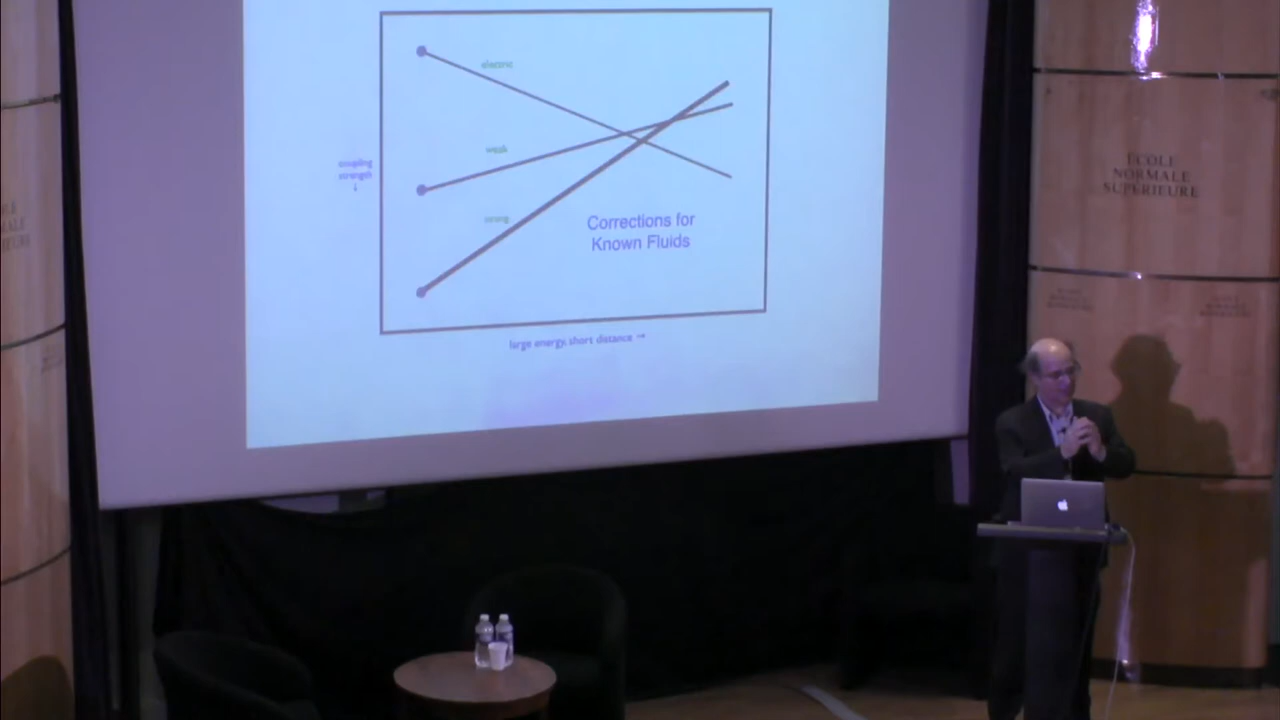 electric
weak
strong
coupling
strength
↓
Corrections for
Known Fluids
large energy, short distance →
ÉCOLE
NORMALE
SUPÉRIEURE